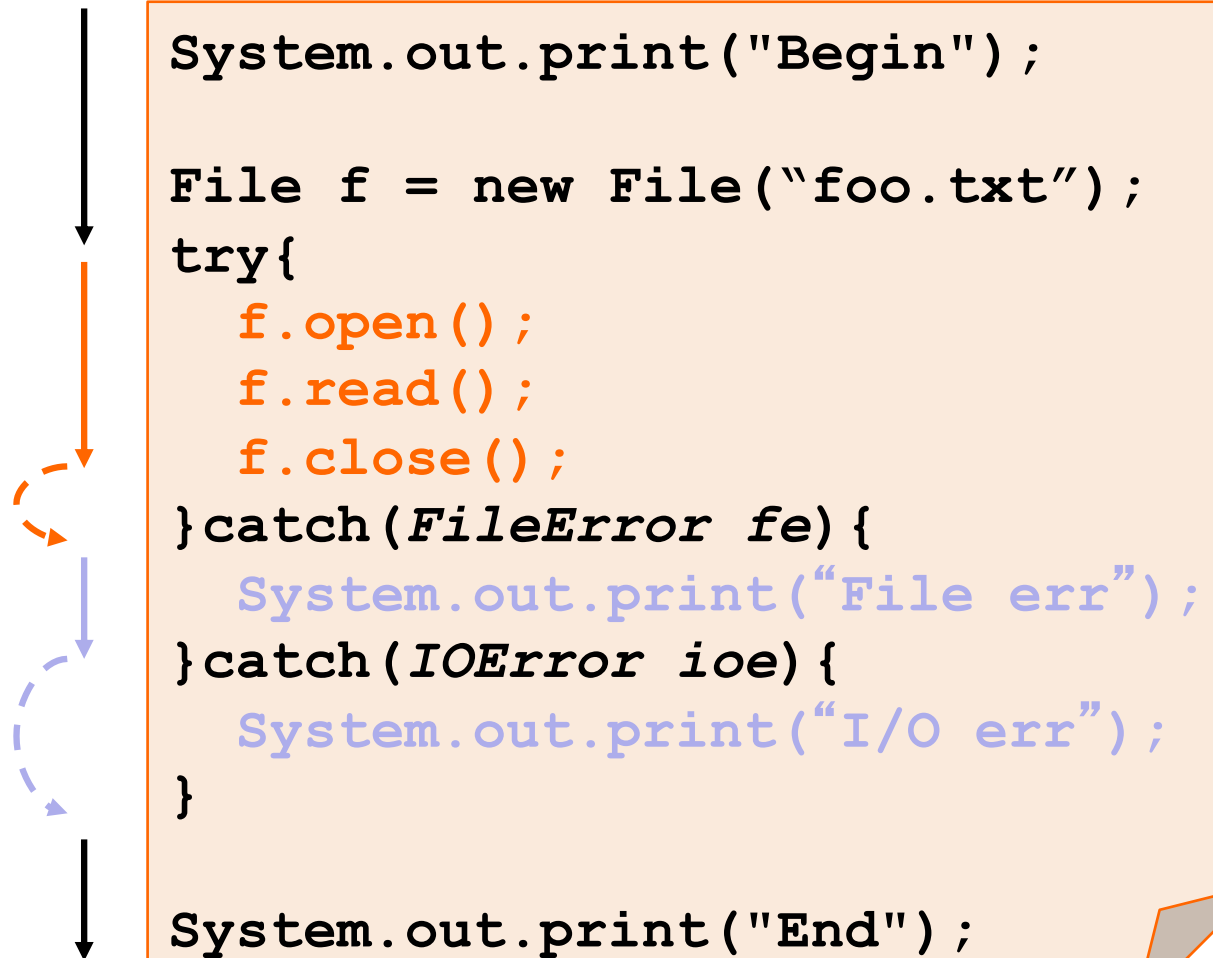 System.out.print("Begin");
File f = new File(“foo.txt”);
try{
f.open();
f.read();
f.close();
}catch(FileError fe){
System.out.print(“File err”);
}catch(IOError ioe){
System.out.print(“I/O err”);
}
System.out.print("End");